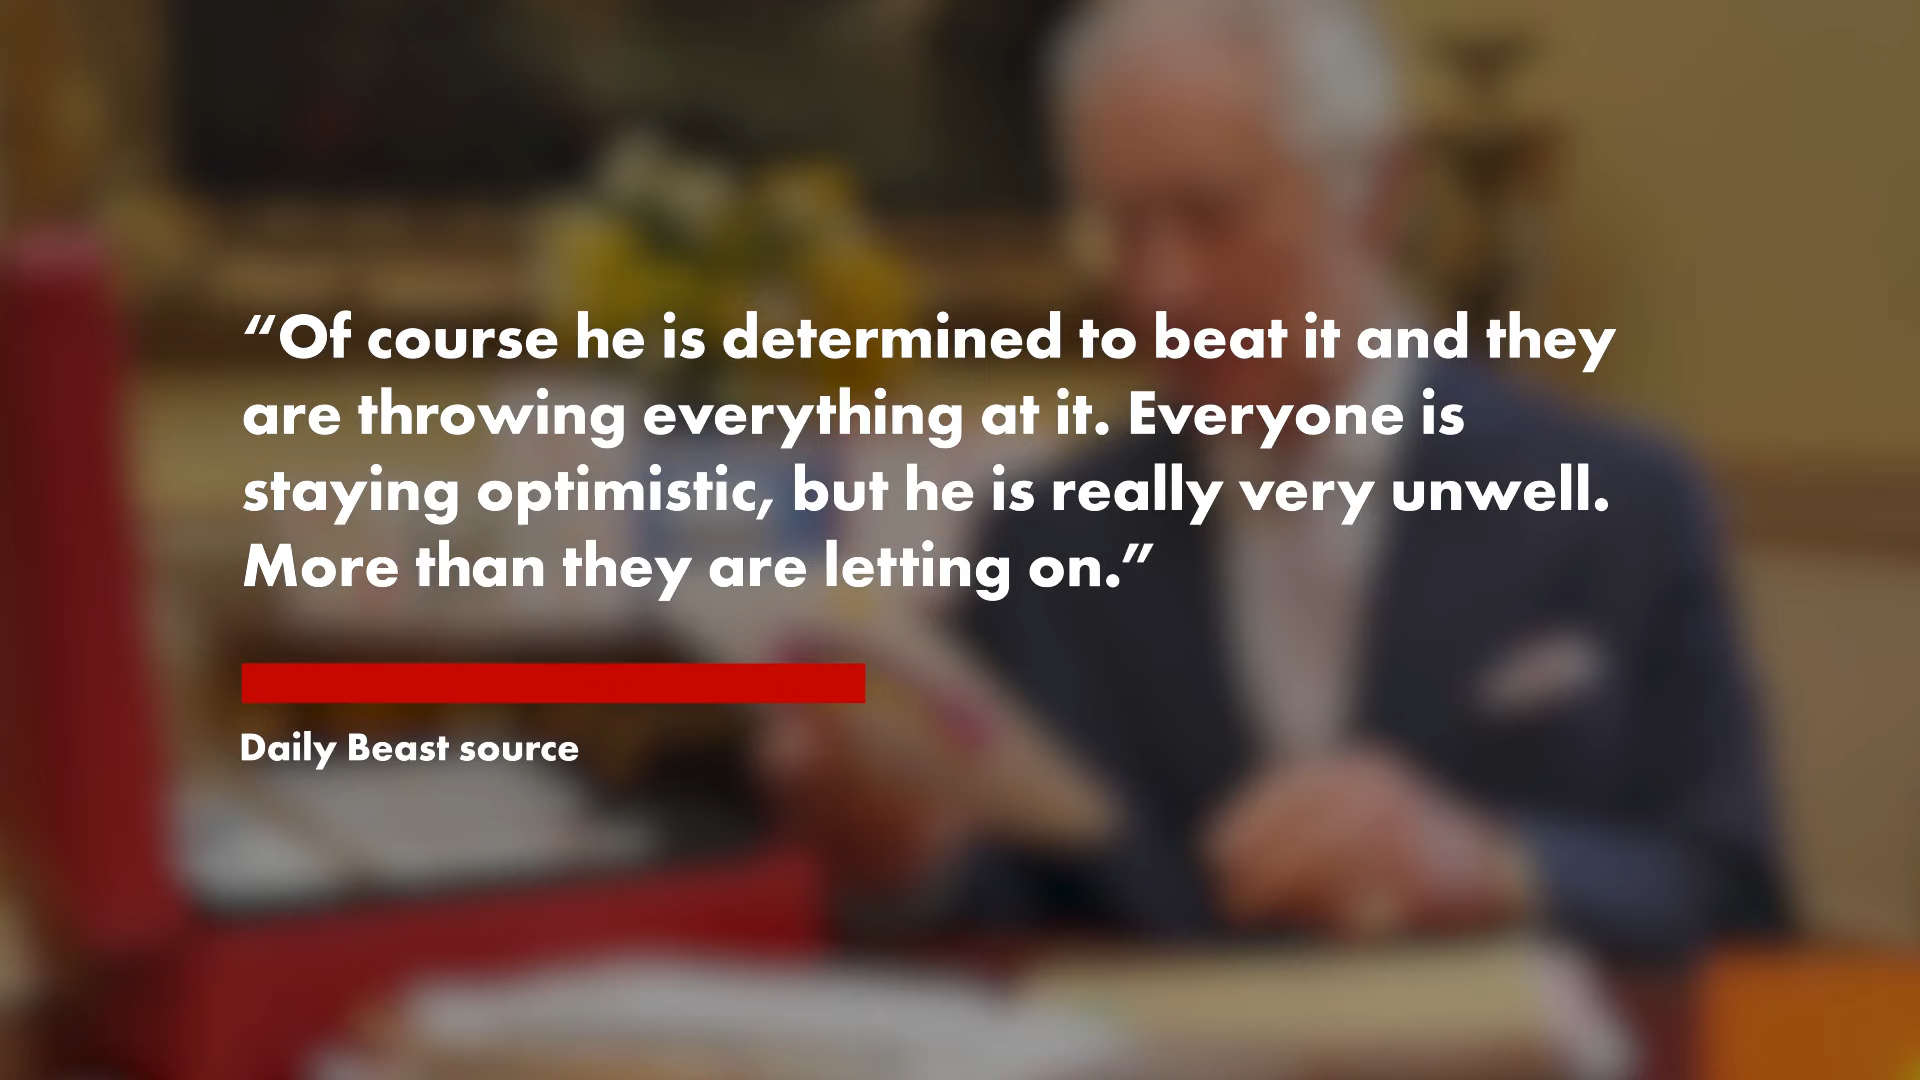 “Of course he is determined to beat it and they
are throwing everything at it. Everyone is
staying optimistic, but he is really very unwell.
More than they are letting on.”
Daily Beast source